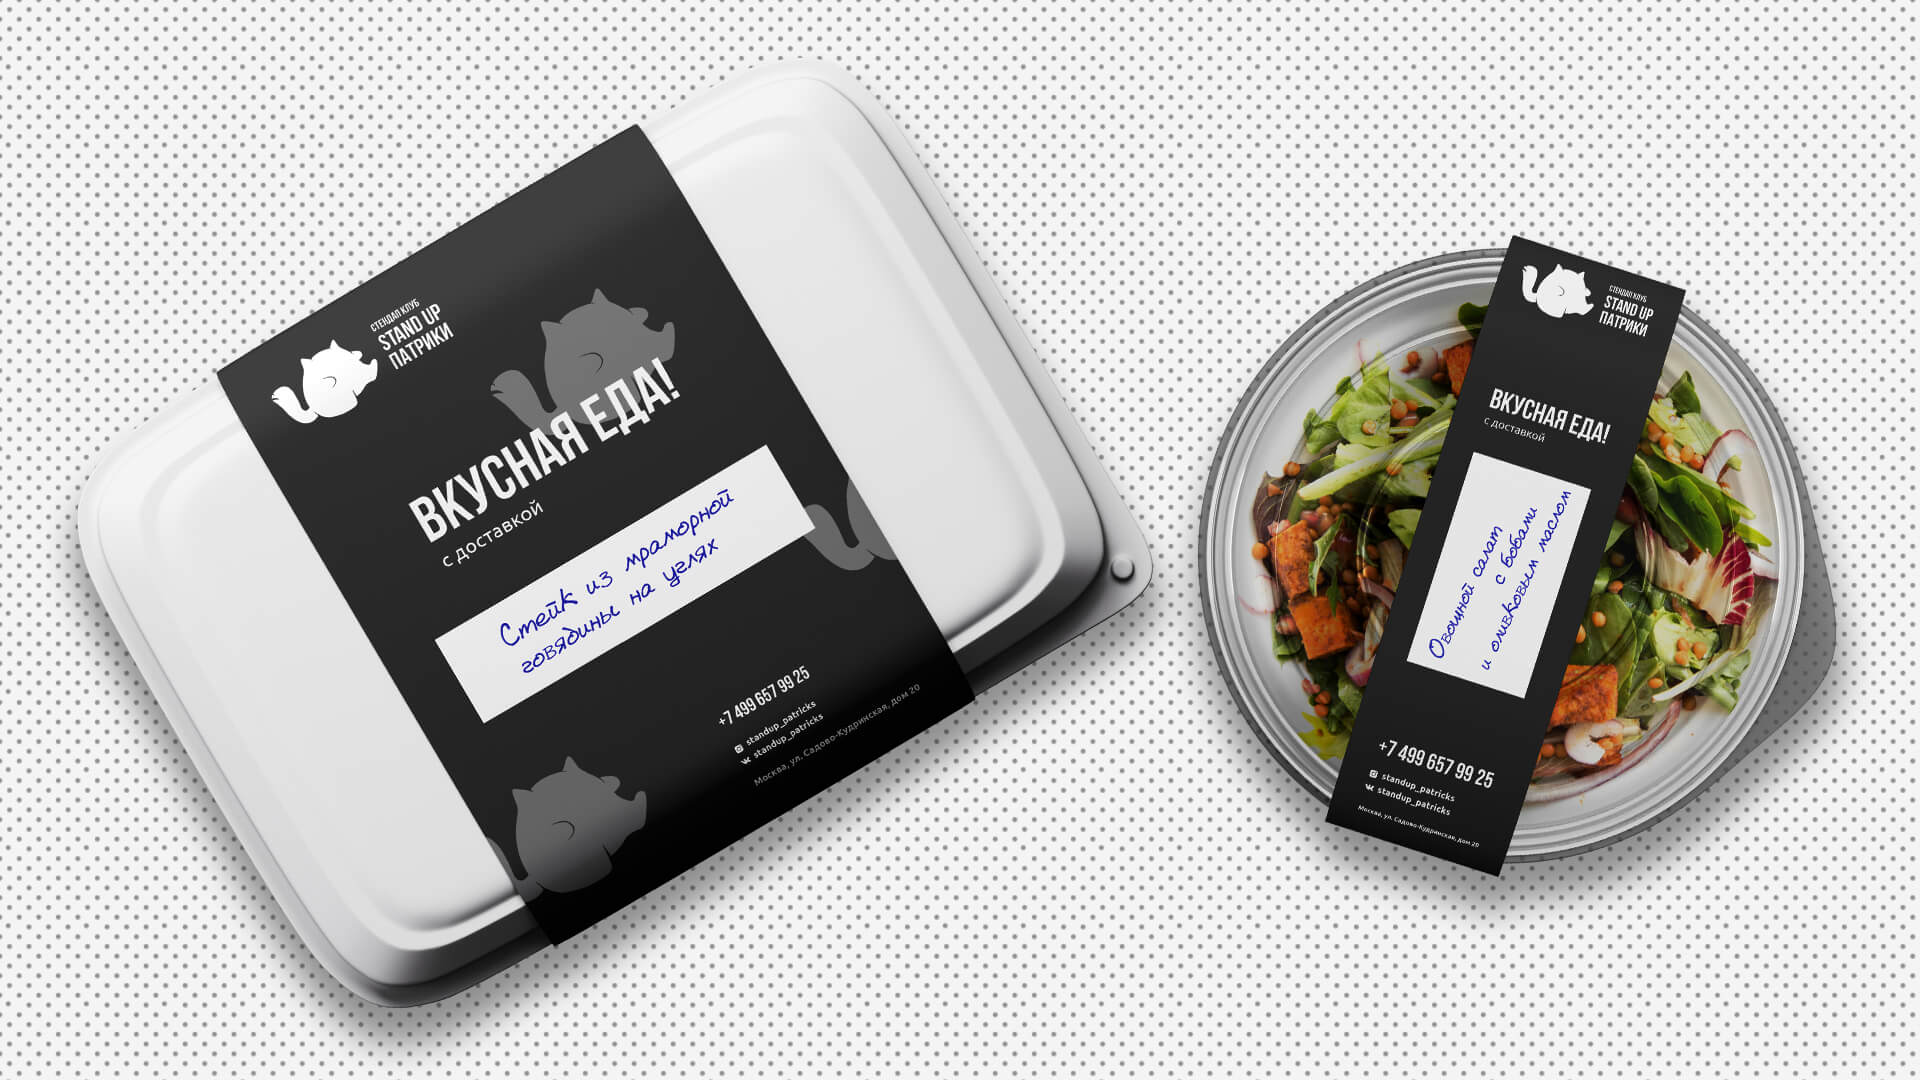 СТЕНДАП КЛУБ
STAND UP
ПАТРИКИ
ВКУСНАЯ ЕДА!
с доставкой
Стейк из мраморной
говядины на углях
+7 499 657 99 25
standup_patricks
standup_patricks
Москва, ул. Садово-Кудринская, дом 20
СТЕНДАП КЛУБ
STAND UP
ПАТРИКИ
ВКУСНАЯ ЕДА!
с доставкой
Овощной салат
с бобами
и оливковым маслом
+7 499 657 99 25
standup_patricks
standup_patricks
Москва, ул. Садово-Кудринская, дом 20